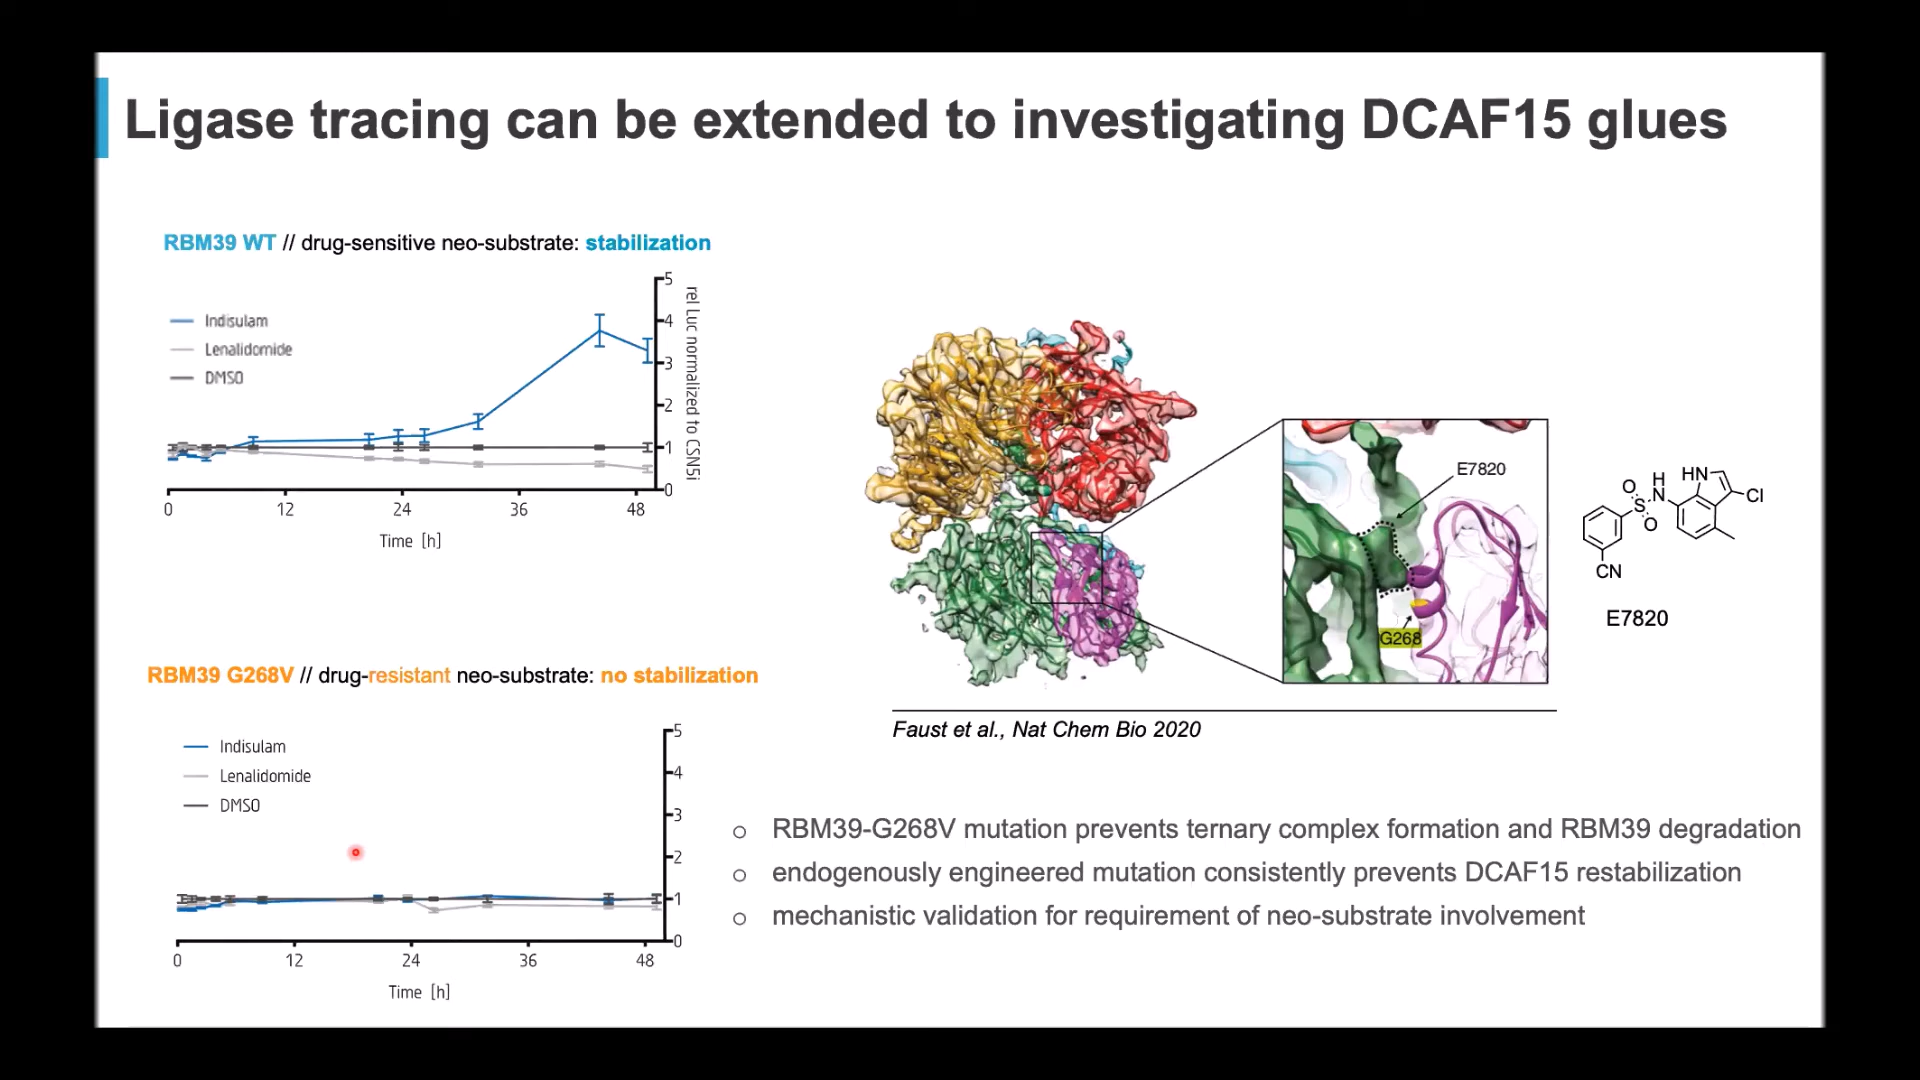 Ligase tracing can be extended to investigating DCAF15 glues
RBM39 WT // drug-sensitive neo-substrate: stabilization
Indisulam
Lenalidomide
DMSO
5
4
3
2
1
0
rel Luc normalized to CSN5i
0 12 24 36 48
Time [h]
RBM39 G268V // drug-resistant neo-substrate: no stabilization
Indisulam
Lenalidomide
DMSO
5
4
3
2
1
0
0 12 24 36 48
Time [h]
E7820
G268
HN
H
N
O
S
O
Cl
CN
E7820
Faust et al., Nat Chem Bio 2020
○ RBM39-G268V mutation prevents ternary complex formation and RBM39 degradation
○ endogenously engineered mutation consistently prevents DCAF15 restabilization
○ mechanistic validation for requirement of neo-substrate involvement